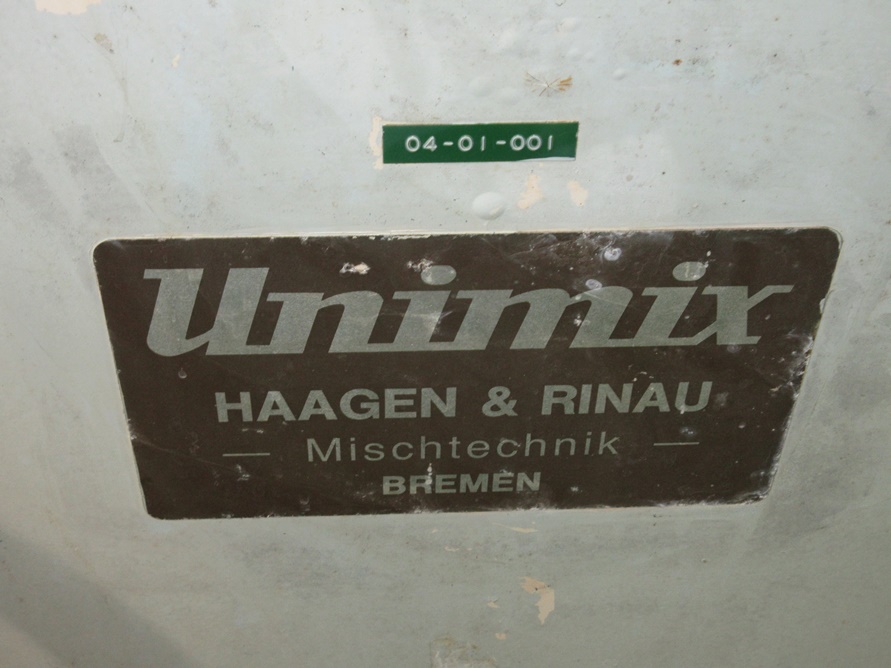 04-01-001
Unimix
HAAGEN & RINAU
— Mischtechnik —
BREMEN